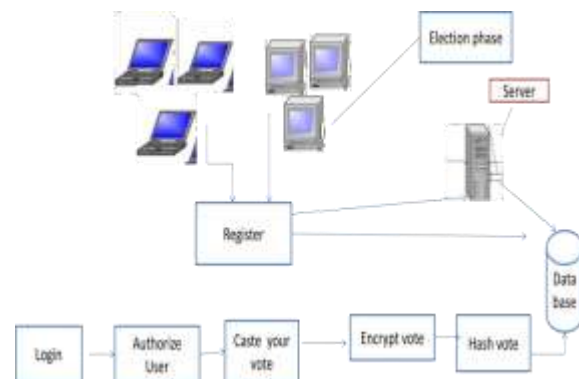 Election phase
Server
Register
Data
base
Login
Authorize
User
Caste your
vote
Encrypt vote
Hash vote